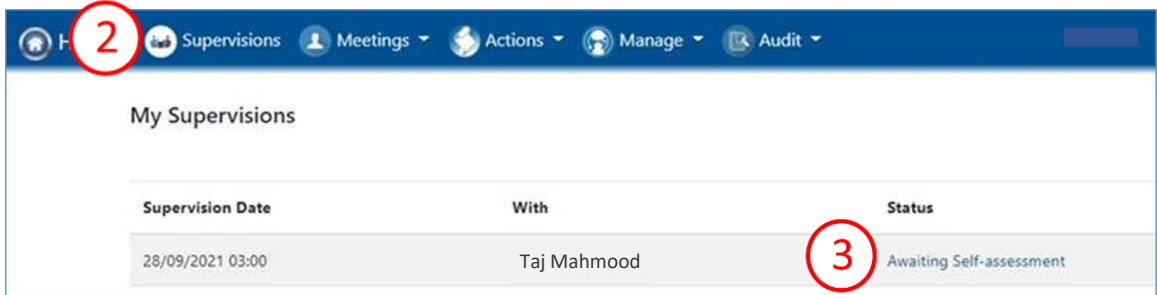 H 2 Supervisions Meetings Actions Manage Audit
My Supervisions
Supervision Date With Status
28/09/2021 03:00 Taj Mahmood 3 Awaiting Self-assessment